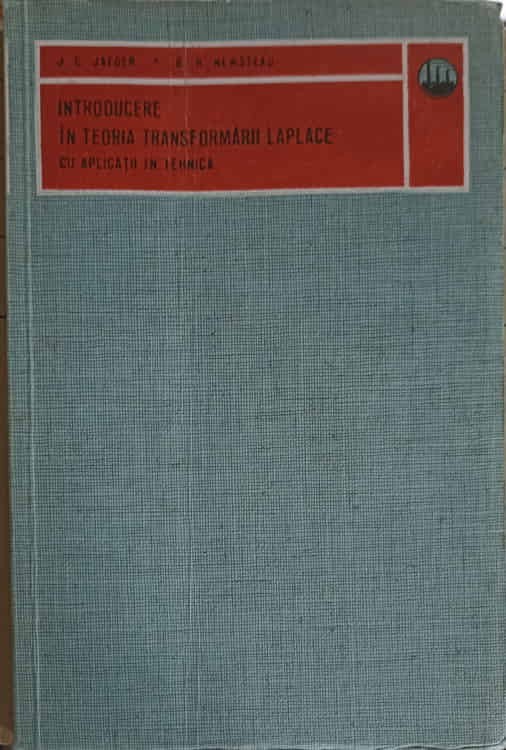 J. C. JAEGER • G. H. NEWSTEAD
INTRODUCERE
ÎN TEORIA TRANSFORMĂRII LAPLACE
CU APLICAȚII ÎN TEHNICĂ